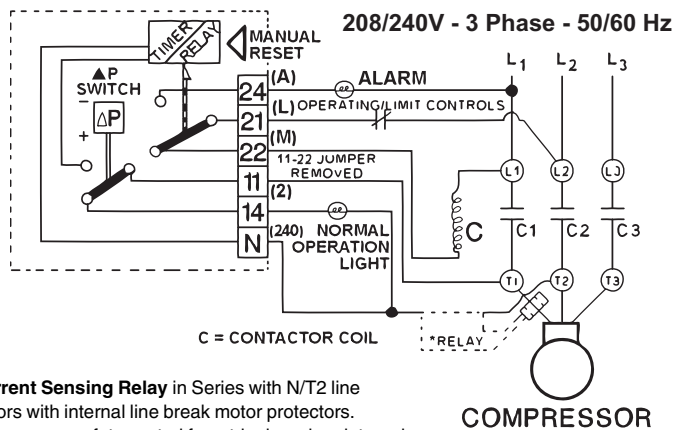 208/240V - 3 Phase - 50/60 Hz
TIMER
RELAY
MANUAL
RESET
▲P
SWITCH
−
ΔP
+
24
(A)
ALARM
21
(L) OPERATING/LIMIT CONTROLS
22
(M)
11-22 JUMPER
REMOVED
11
(2)
14
NORMAL
OPERATION
LIGHT
N
(240)
L1
L2
L3
L1
L2
L3
C
C1
C2
C3
T1
T2
T3
C = CONTACTOR COIL
*RELAY
rrent Sensing Relay in Series with N/T2 line
ors with internal line break motor protectors.
COMPRESSOR